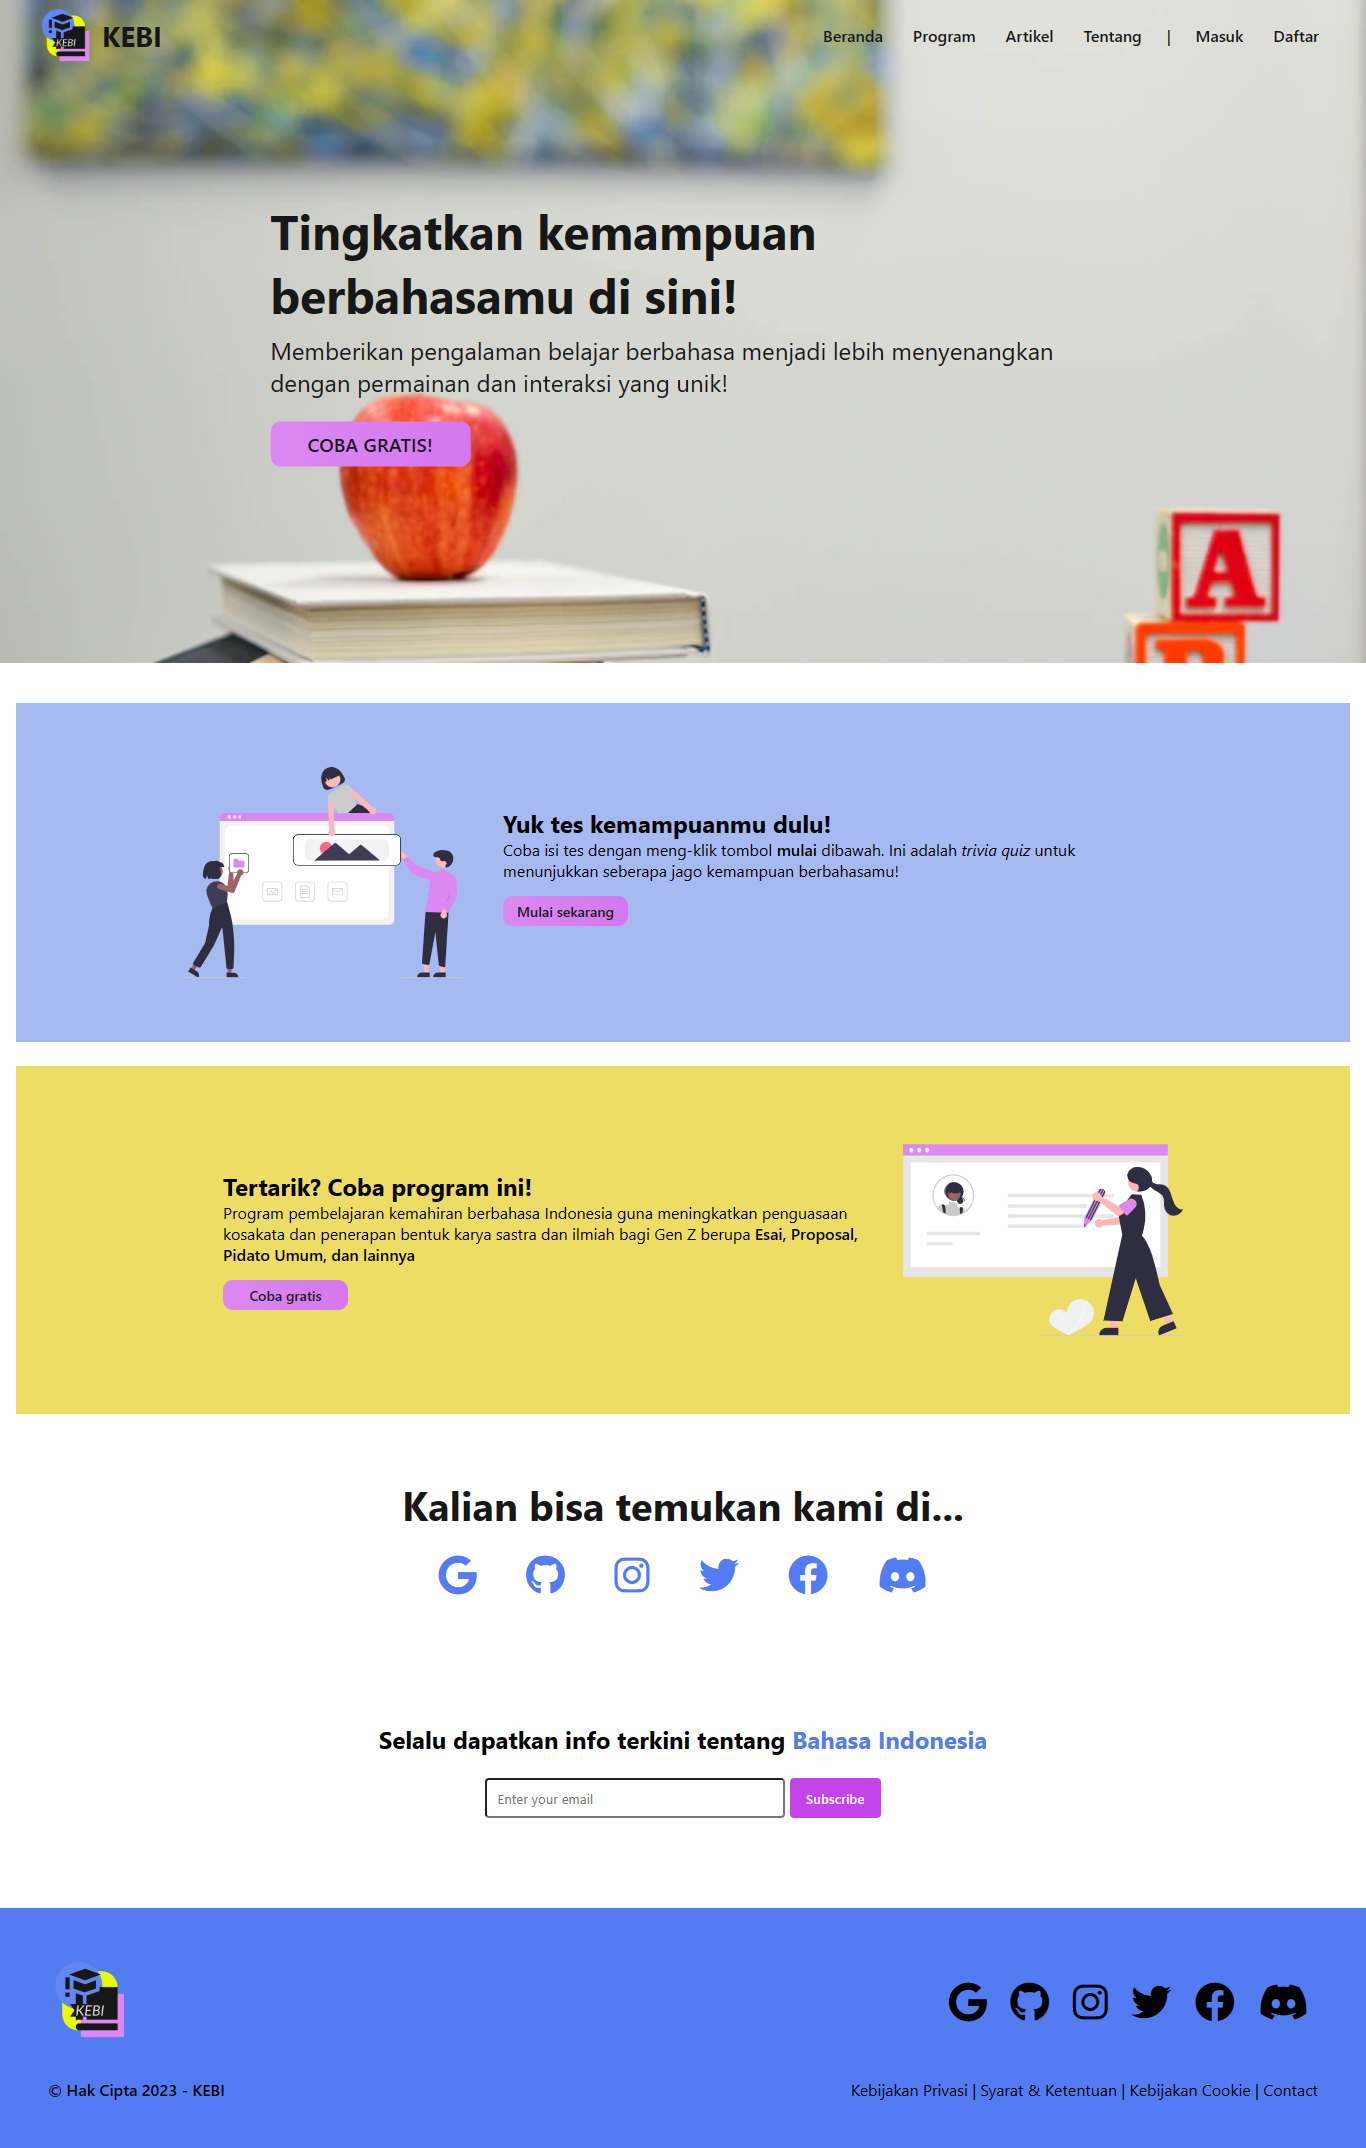 KEBI
KEBI
Beranda
Program
Artikel
Tentang
|
Masuk
Daftar
Tingkatkan kemampuan
berbahasamu di sini!
Memberikan pengalaman belajar berbahasa menjadi lebih menyenangkan
dengan permainan dan interaksi yang unik!
COBA GRATIS!
A
B
Yuk tes kemampuanmu dulu!
Coba isi tes dengan meng-klik tombol mulai dibawah. Ini adalah trivia quiz untuk
menunjukkan seberapa jago kemampuan berbahasamu!
Mulai sekarang
Tertarik? Coba program ini!
Program pembelajaran kemahiran berbahasa Indonesia guna meningkatkan penguasaan
kosakata dan penerapan bentuk karya sastra dan ilmiah bagi Gen Z berupa Esai, Proposal,
Pidato Umum, dan lainnya
Coba gratis
Kalian bisa temukan kami di...
Selalu dapatkan info terkini tentang Bahasa Indonesia
Enter your email
Subscribe
KEBI
© Hak Cipta 2023 - KEBI
Kebijakan Privasi | Syarat & Ketentuan | Kebijakan Cookie | Contact